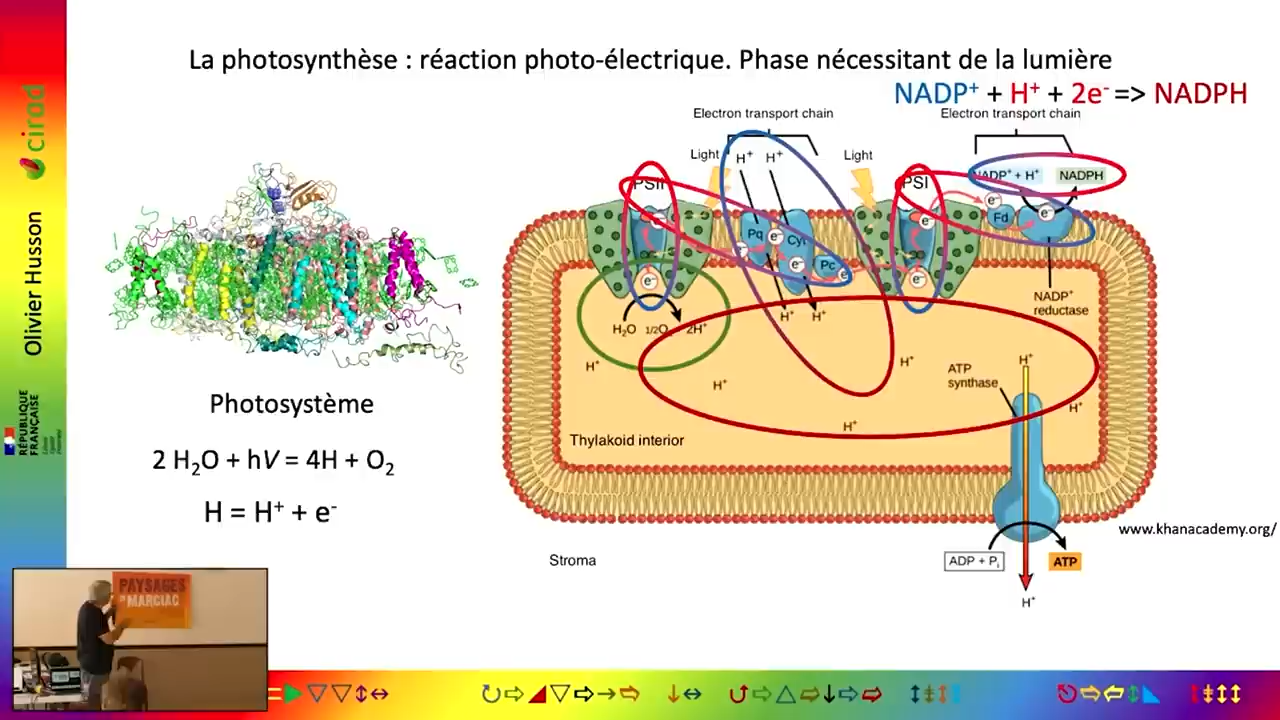 La photosynthèse : réaction photo-électrique. Phase nécessitant de la lumière
NADP⁺ + H⁺ + 2e⁻ => NADPH
cirad
Olivier Husson
RÉPUBLIQUE
FRANÇAISE
Photosystème
2 H₂O + hV = 4H + O₂
H = H⁺ + e⁻
Electron transport chain
Electron transport chain
Light
H⁺ H⁺
Light
NADP⁺ + H⁺
NADPH
PSII
PSI
Pq
e⁻
Cyt
e⁻
Pc
e⁻
e⁻
e⁻
e⁻
e⁻
Fd
e⁻
NADP⁺
reductase
H₂O 1/2O₂ 2H⁺
H⁺ H⁺
H⁺
H⁺
H⁺
H⁺
H⁺
H⁺
ATP
synthase
Thylakoid interior
Stroma
ADP + Pᵢ
ATP
H⁺
www.khanacademy.org/
PAYSAGES
IN MARCIAC